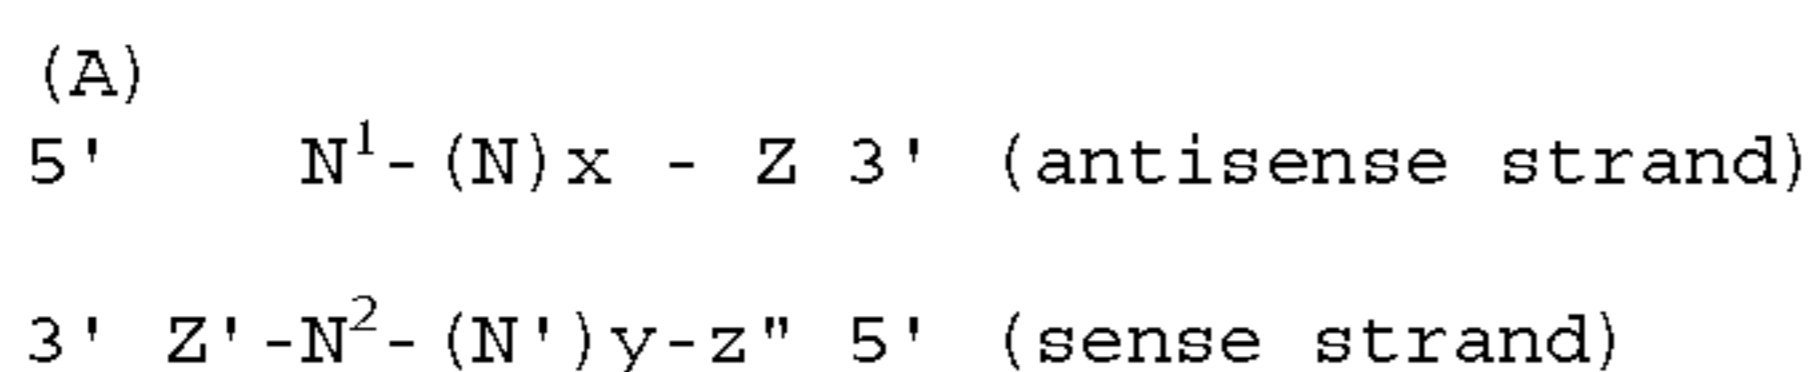 (A)
5' N¹-(N)x - Z 3' (antisense strand)
3' Z'-N²-(N')y-z" 5' (sense strand)